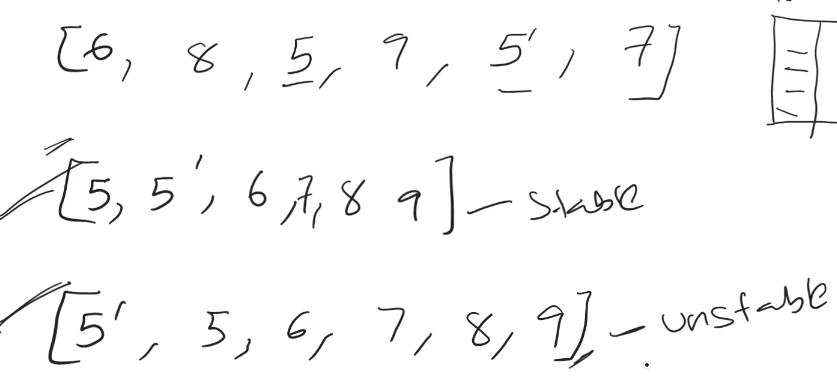 [6, 8, 5, 9, 5', 7]
[5, 5', 6, 7, 8 9] - stable
[5', 5, 6, 7, 8, 9] - unstable